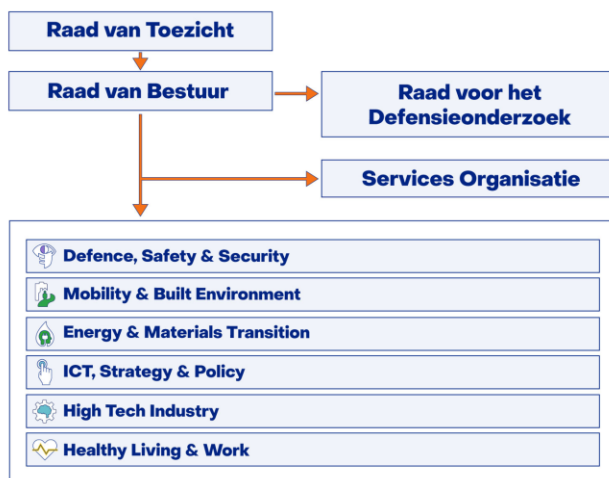 Raad van Toezicht
Raad van Bestuur
Raad voor het
Defensieonderzoek
Services Organisatie
Defence, Safety & Security
Mobility & Built Environment
Energy & Materials Transition
ICT, Strategy & Policy
High Tech Industry
Healthy Living & Work